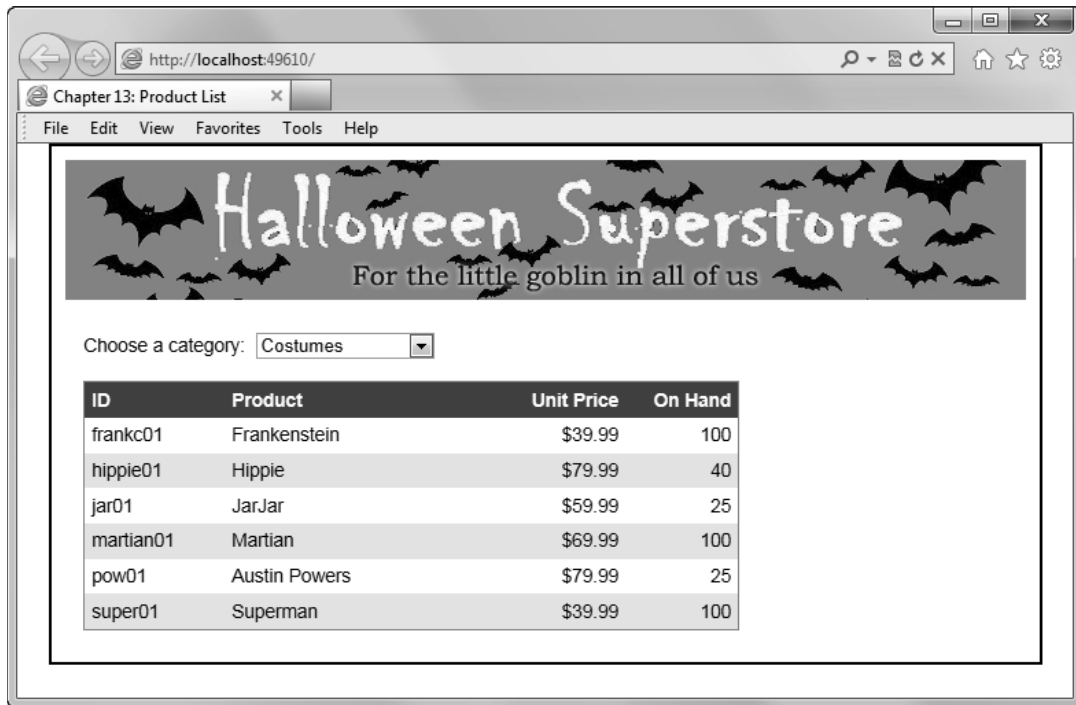 http://localhost:49610/
Chapter 13: Product List
File Edit View Favorites Tools Help
Halloween Superstore
For the little goblin in all of us
Choose a category: Costumes
ID Product Unit Price On Hand
frankc01 Frankenstein $39.99 100
hippie01 Hippie $79.99 40
jar01 JarJar $59.99 25
martian01 Martian $69.99 100
pow01 Austin Powers $79.99 25
super01 Superman $39.99 100